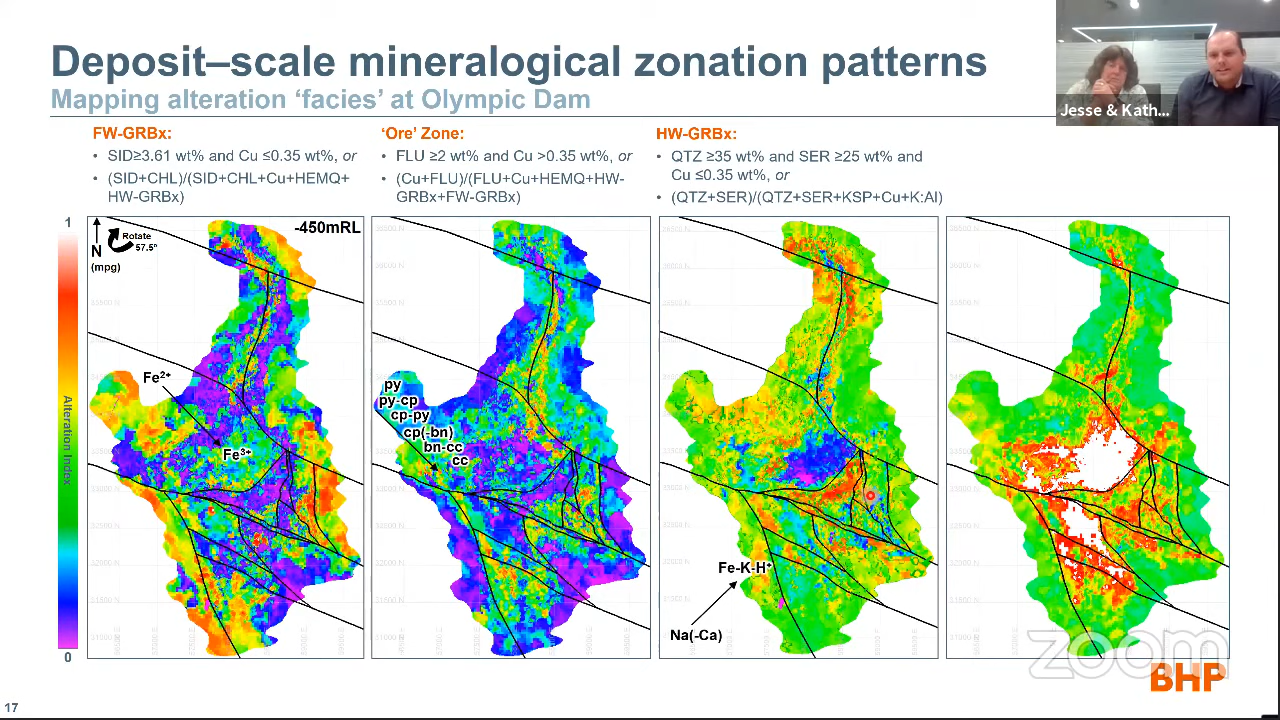 Deposit–scale mineralogical zonation patterns
Mapping alteration ‘facies’ at Olympic Dam
Jesse & Kath...
FW-GRBx:
• SID≥3.61 wt% and Cu ≤0.35 wt%, or
• (SID+CHL)/(SID+CHL+Cu+HEMQ+
HW-GRBx)
‘Ore’ Zone:
• FLU ≥2 wt% and Cu >0.35 wt%, or
• (Cu+FLU)/(FLU+Cu+HEMQ+HW-
GRBx+FW-GRBx)
HW-GRBx:
• QTZ ≥35 wt% and SER ≥25 wt% and
Cu ≤0.35 wt%, or
• (QTZ+SER)/(QTZ+SER+KSP+Cu+K:Al)
1
Alteration Index
0
N
(mpg)
Rotate
57.5°
-450mRL
Fe2+
Fe3+
py
py-cp
cp-py
cp(-bn)
bn-cc
cc
Fe-K-H+
Na(-Ca)
zoom
BHP
17